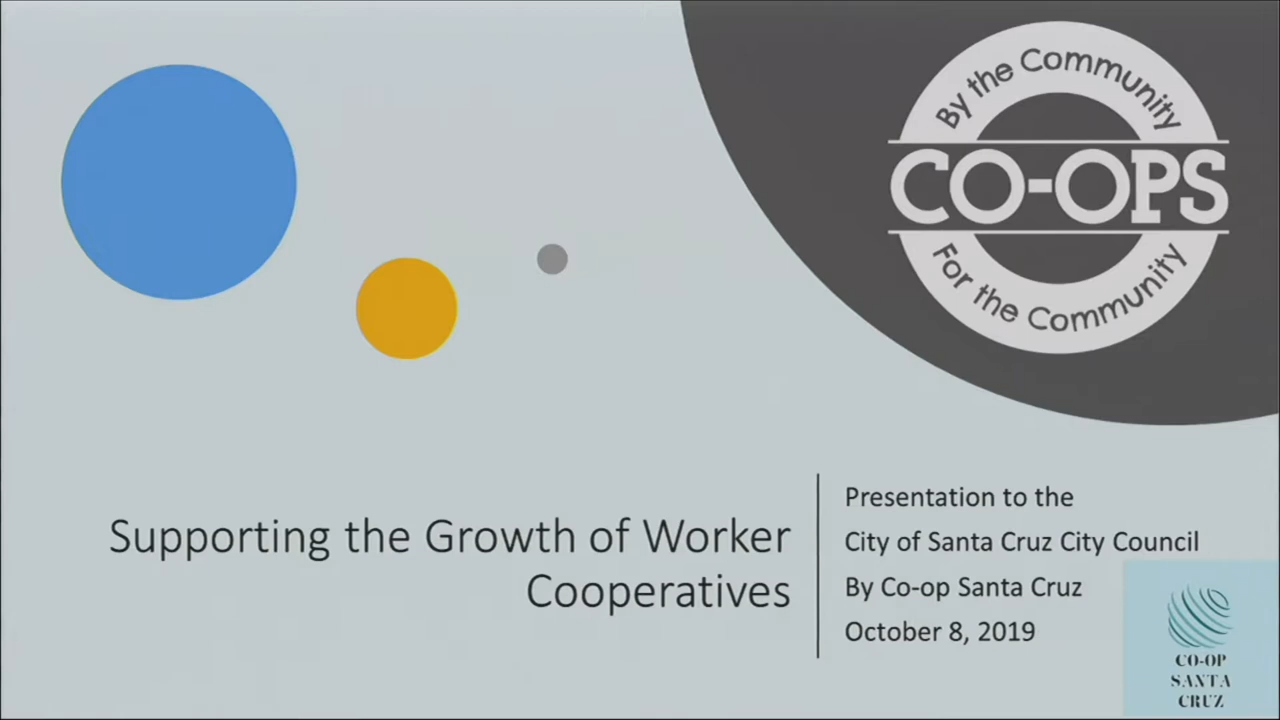 By the Community
CO-OPS
For the Community
Supporting the Growth of Worker
Cooperatives
Presentation to the
City of Santa Cruz City Council
By Co-op Santa Cruz
October 8, 2019
CO-OP
SANTA
CRUZ